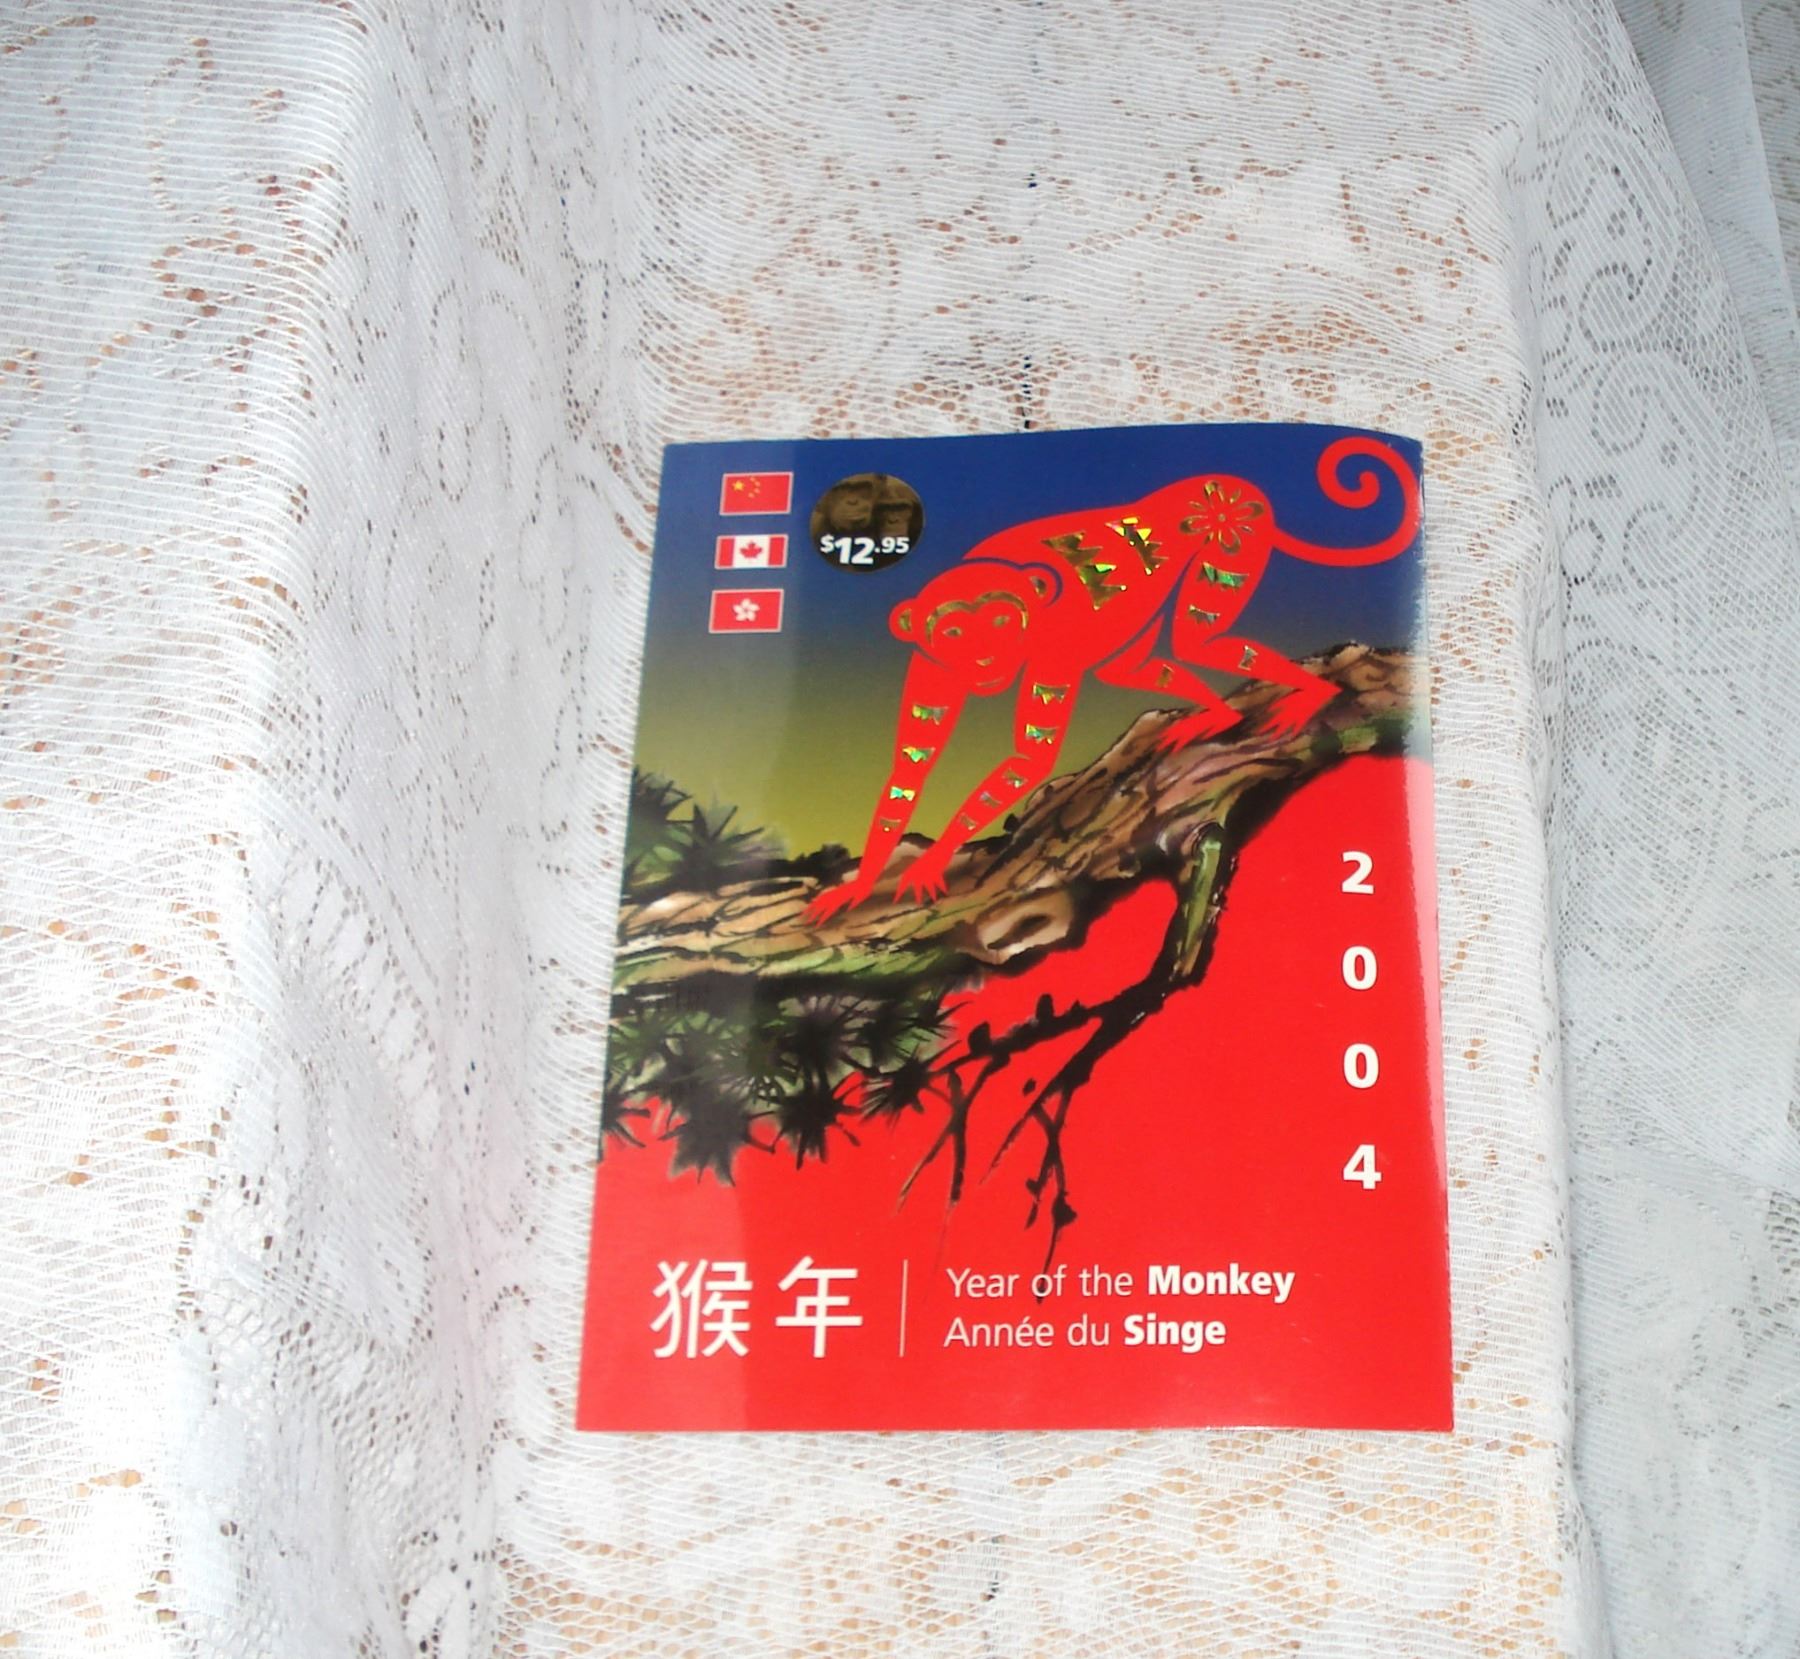 $12.95
2
0
0
4
猴年
Year of the Monkey
Année du Singe